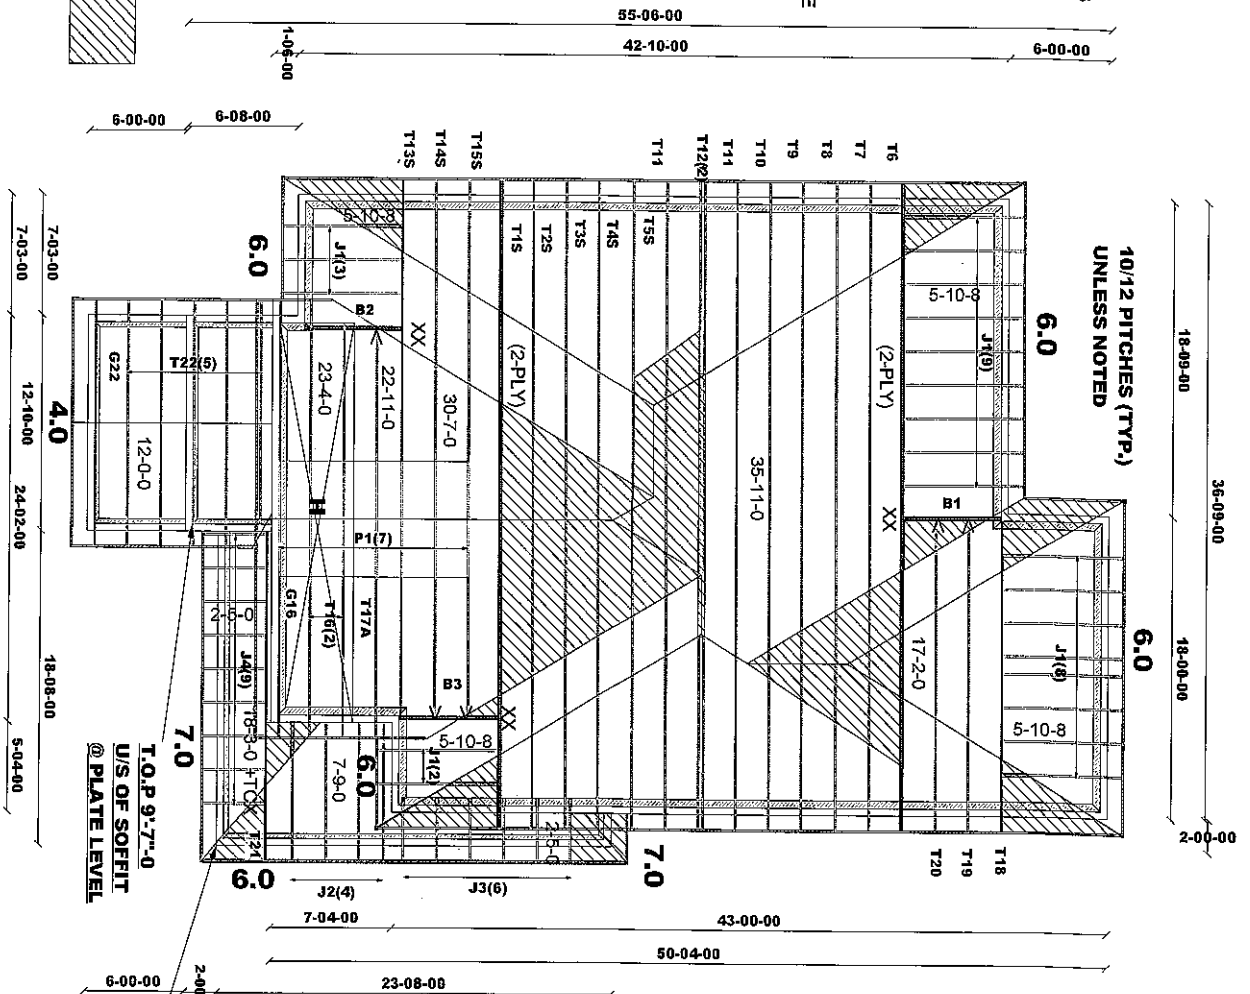 55-06-00
1-06-00
42-10-00
6-00-00
6-00-00
6-08-00
T13S
T14S
T15S
T11
T12(2)
T11
T10
T9
T8
T7
T6
T1S
T2S
T3S
T4S
T5S
5-10-8
J1(3)
6.0
B2
XX
(2-PLY)
(2-PLY)
5-10-8
J1(9)
6.0
10/12 PITCHES (TYP.)
UNLESS NOTED
18-09-00
36-09-00
7-03-00
7-03-00
G22
T22(5)
23-4-0
22-11-0
30-7-0
35-11-0
12-10-00
4.0
12-0-0
24-02-00
P1(7)
XX
B1
G16
T16(2)
T17A
2-5-0
J4(9)
18-08-00
B3
XX
17-2-0
J1(8)
6.0
18-00-00
5-10-8
5-10-8
J1(2)
7-9-0
6.0
18-3-0 +TCX
7.0
5-04-00
T.O.P 9'-7"-0
U/S OF SOFFIT
@ PLATE LEVEL
T21
6.0
2-5-0
7.0
T20
T19
T18
2-00-00
J2(4)
J3(6)
7-04-00
43-00-00
50-04-00
6-00-00
2-00
23-08-00